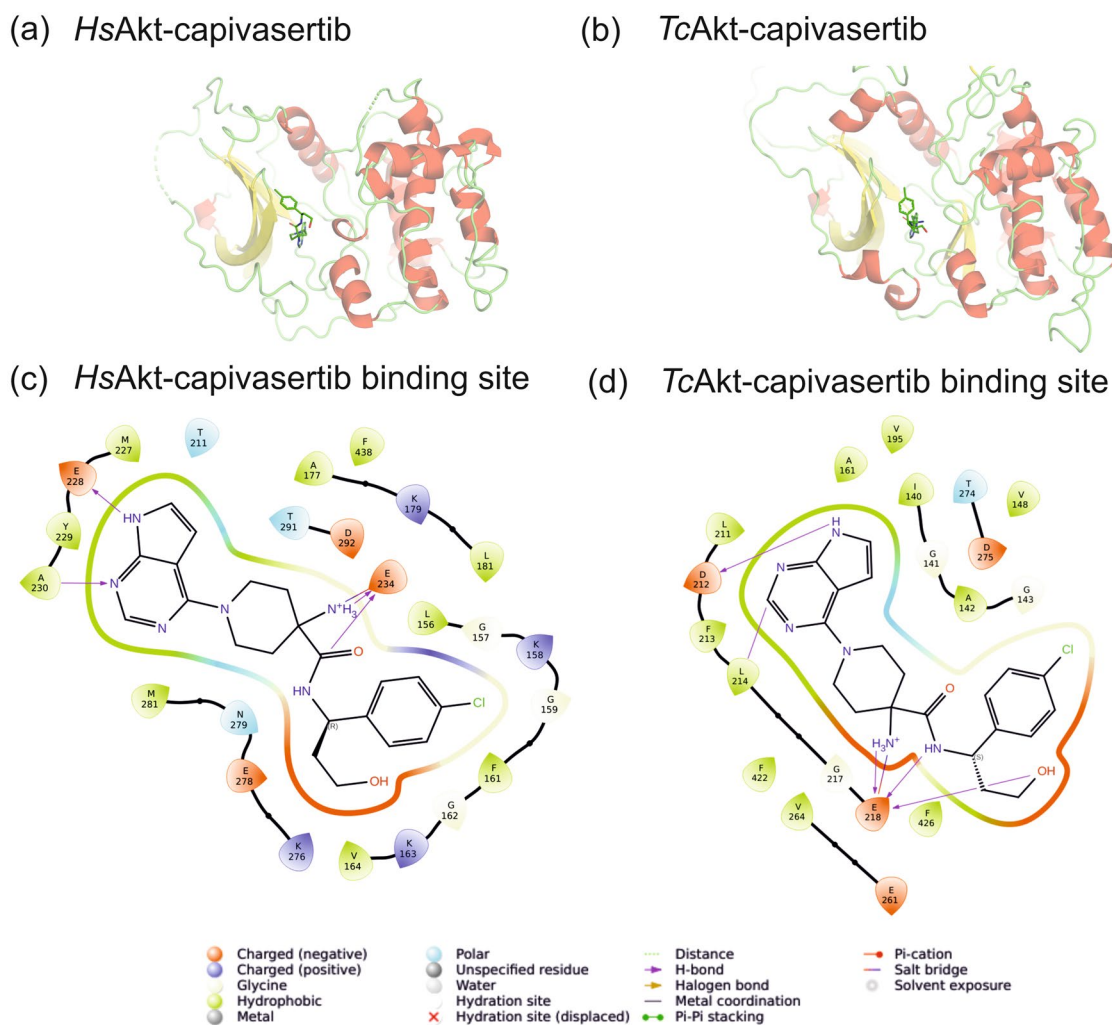 (a) HsAkt-capivasertib
(b) TcAkt-capivasertib
(c) HsAkt-capivasertib binding site
M
227
T
211
E
228
Y
229
A
230
HN
N
N
N
A
177
F
438
K
179
L
181
T
291
D
292
E
234
N+H3
O
HN
(R)
Cl
OH
L
156
G
157
K
158
G
159
F
161
G
162
K
163
V
164
M
281
N
279
E
278
K
276
(d) TcAkt-capivasertib binding site
V
195
A
161
I
140
T
274
V
148
L
211
G
141
D
275
D
212
A
142
G
143
F
213
L
214
H
N
N
N
N
O
H3N+
HN
(S)
Cl
OH
F
422
G
217
V
264
E
218
F
426
E
261
Charged (negative)
Charged (positive)
Glycine
Hydrophobic
Metal
Polar
Unspecified residue
Water
Hydration site
Hydration site (displaced)
Distance
H-bond
Halogen bond
Metal coordination
Pi-Pi stacking
Pi-cation
Salt bridge
Solvent exposure